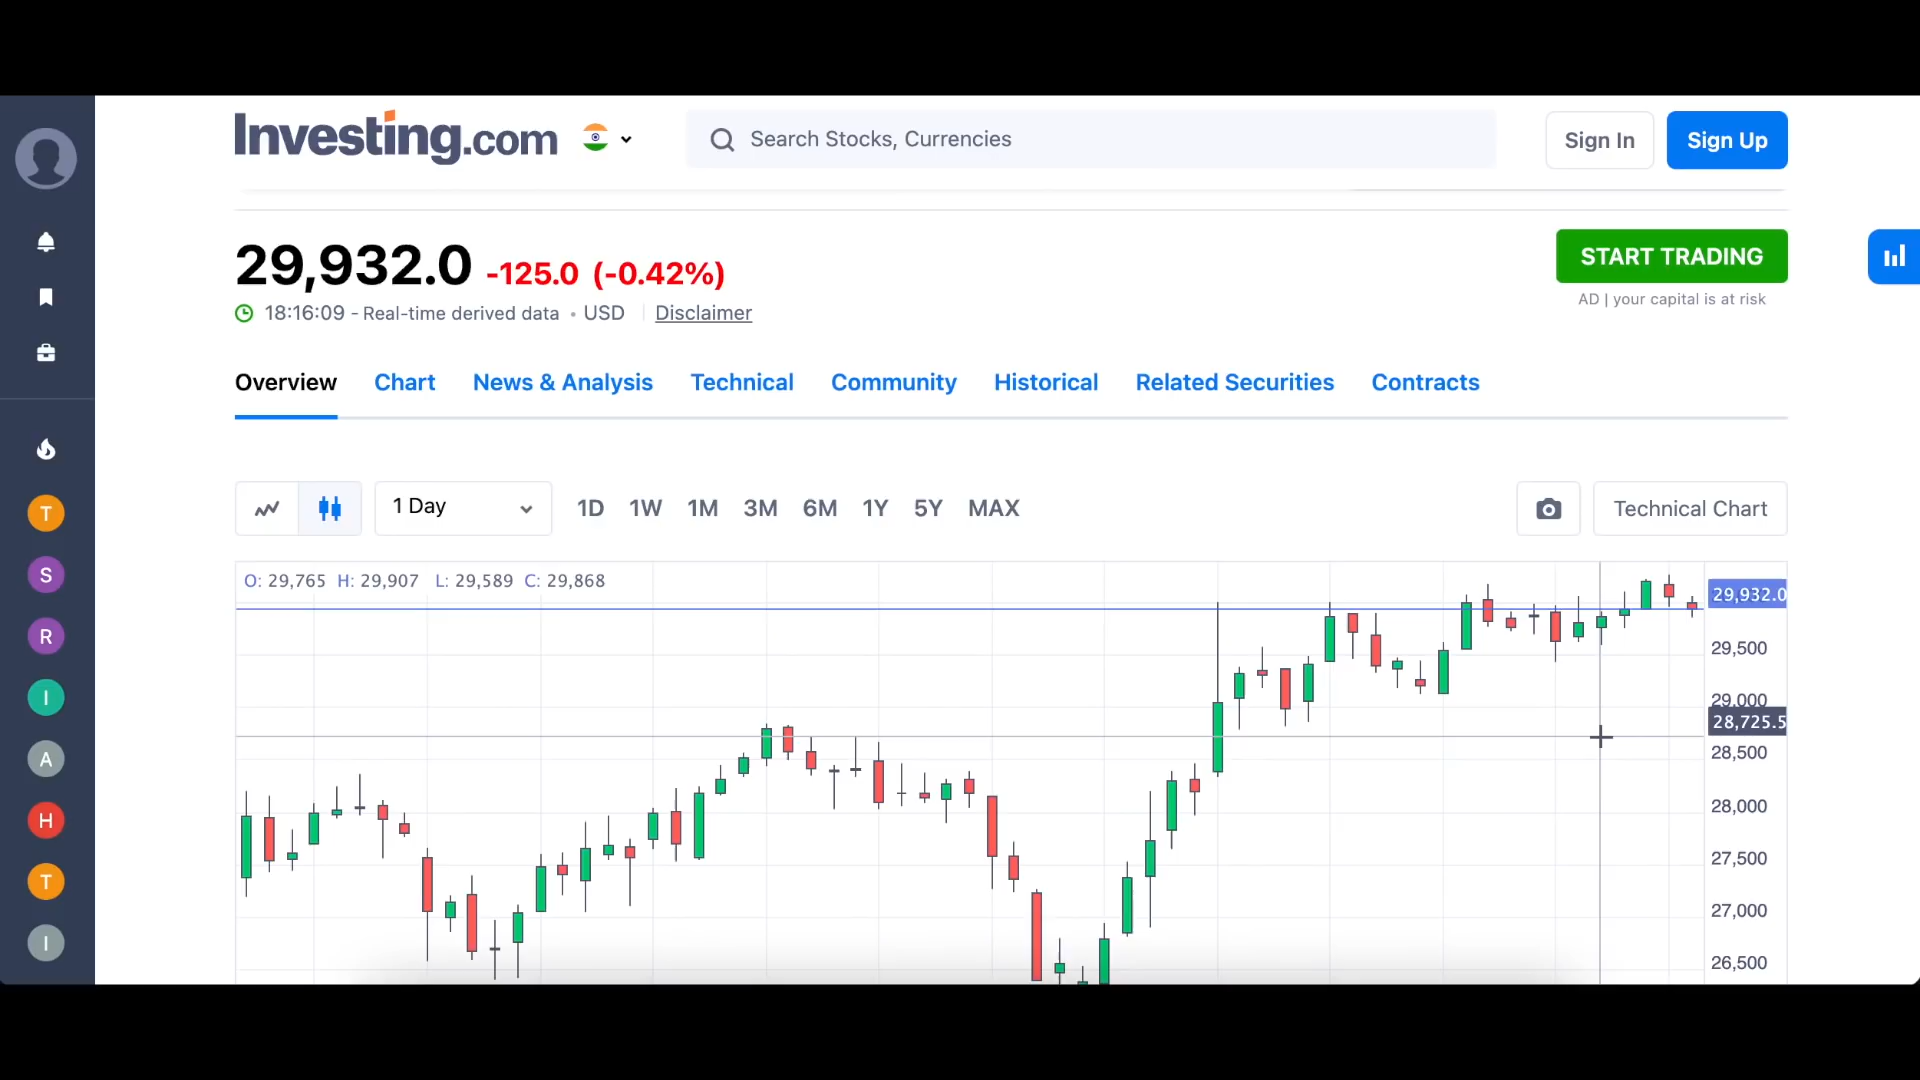 Investing.com
Search Stocks, Currencies
Sign In
Sign Up
29,932.0 -125.0 (-0.42%)
18:16:09 - Real-time derived data • USD Disclaimer
START TRADING
AD | your capital is at risk
Overview Chart News & Analysis Technical Community Historical Related Securities Contracts
1 Day 1D 1W 1M 3M 6M 1Y 5Y MAX
Technical Chart
O: 29,765 H: 29,907 L: 29,589 C: 29,868
29,932.0
29,500
29,000
28,725.5
28,500
28,000
27,500
27,000
26,500
T
S
R
I
A
H
T
I